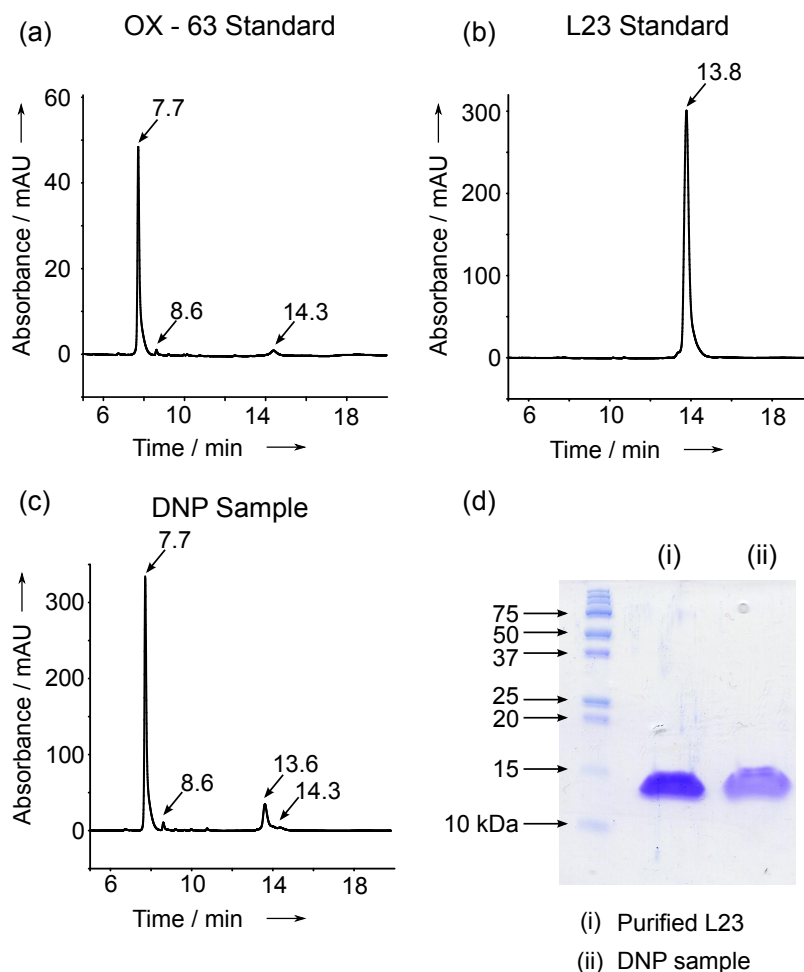 (a)
OX - 63 Standard
7.7
60
40
20
0
8.6
14.3
Absorbance / mAU
6
10
14
18
Time / min
(b)
L23 Standard
13.8
300
200
100
0
Absorbance / mAU
6
10
14
18
Time / min
(c)
DNP Sample
7.7
300
200
100
0
8.6
13.6
14.3
Absorbance / mAU
6
10
14
18
Time / min
(d)
(i) (ii)
75
50
37
25
20
15
10 kDa
(i) Purified L23
(ii) DNP sample